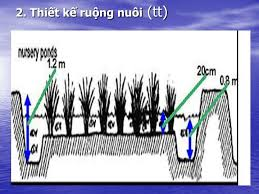 2. Thiết kế ruộng nuôi (tt)
nursery ponds
1.2 m
20cm
0.8 m